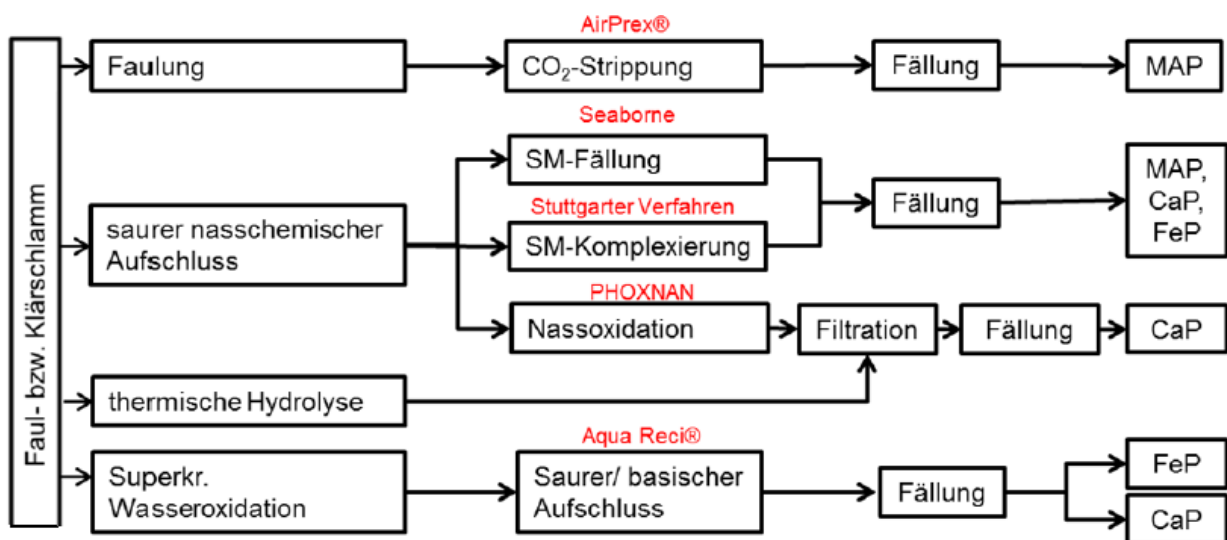 Faul- bzw. Klärschlamm
AirPrex®
Faulung
CO₂-Strippung
Fällung
MAP
Seaborne
SM-Fällung
Stuttgarter Verfahren
saurer nasschemischer
Aufschluss
SM-Komplexierung
Fällung
MAP,
CaP,
FeP
PHOXNAN
Nassoxidation
Filtration
Fällung
CaP
thermische Hydrolyse
Aqua Reci®
Superkr.
Wasseroxidation
Saurer/ basischer
Aufschluss
Fällung
FeP
CaP